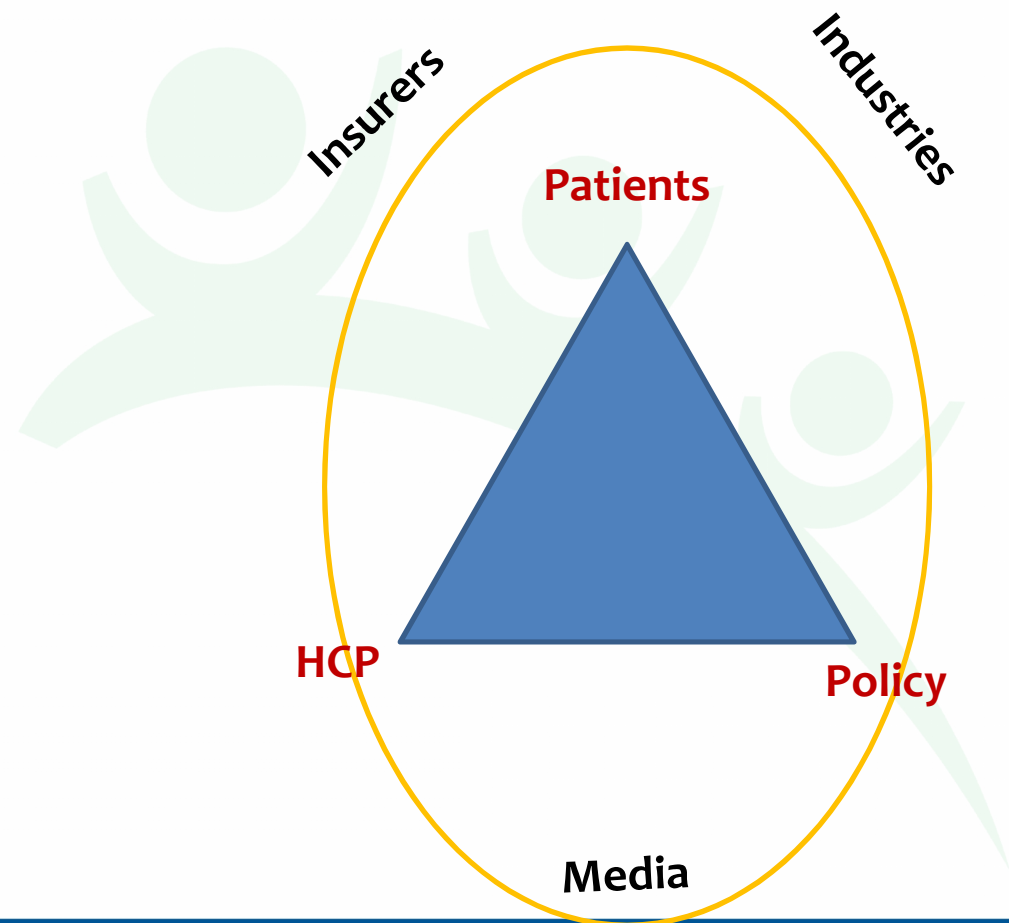 Insurers
Industries
Patients
HCP
Policy
Media